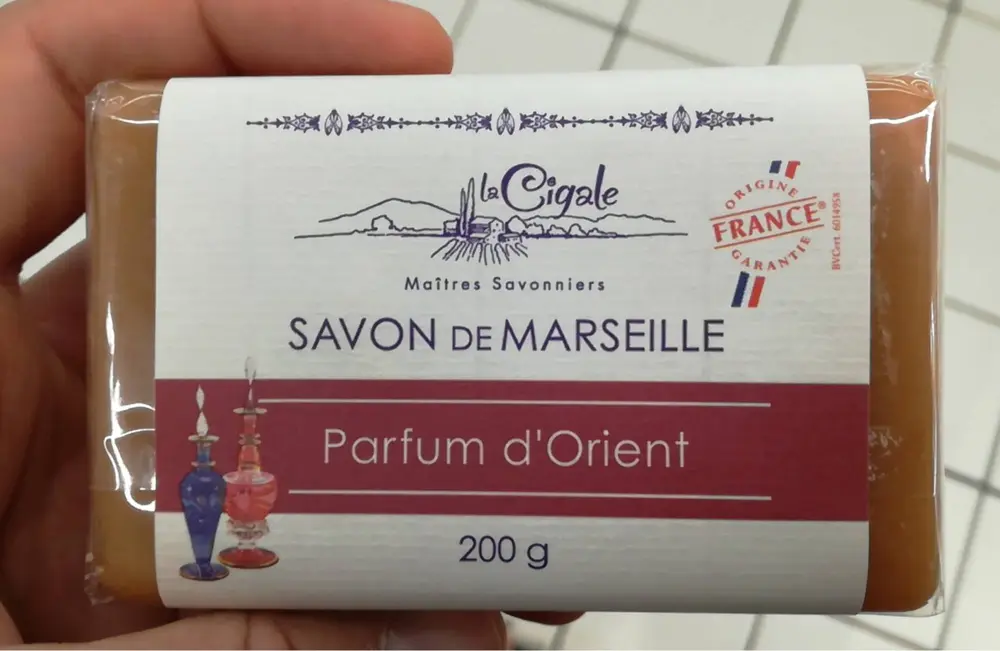 la Cigale
Maîtres Savonniers
ORIGINE
FRANCE®
GARANTIE
BVCert. 6014958
SAVON DE MARSEILLE
Parfum d'Orient
200 g